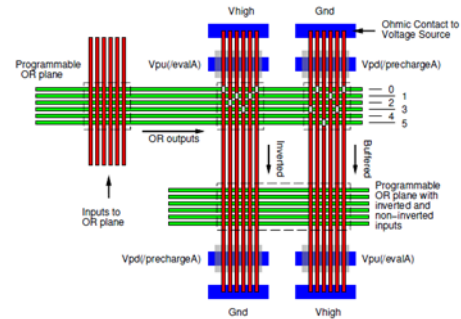 Vhigh
Gnd
Ohmic Contact to
Voltage Source
Programmable
OR plane
Vpu(/evalA)
Vpd(/prechargeA)
0
1
2
3
4
5
OR outputs
Inverted
Buffered
Inputs to
OR plane
Programmable
OR plane with
inverted and
non-inverted
inputs
Vpd(/prechargeA)
Vpu(/evalA)
Gnd
Vhigh